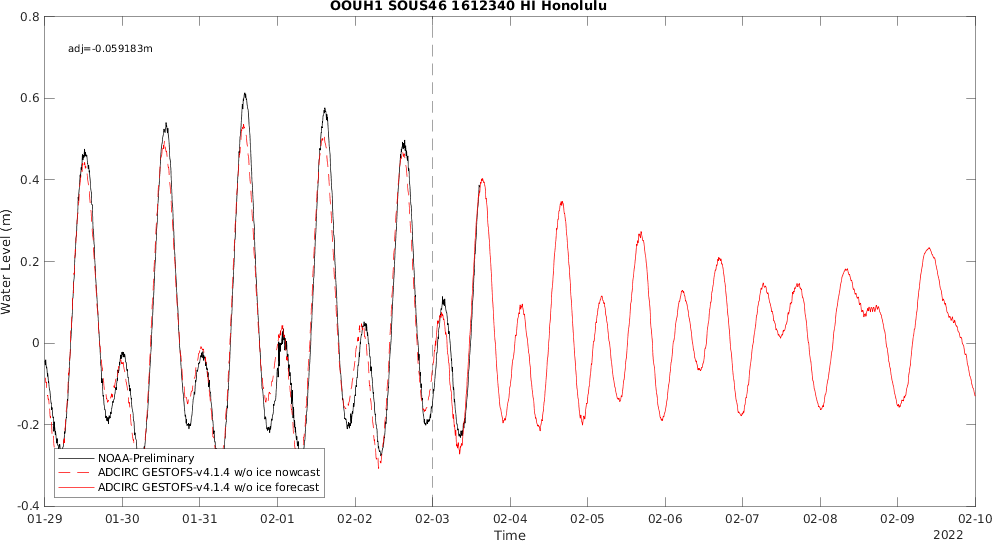 OOUH1 SOUS46 1612340 HI Honolulu
adj=-0.059183m
0.8
0.6
0.4
0.2
0
-0.2
-0.4
Water Level (m)
NOAA-Preliminary
ADCIRC GESTOFS-v4.1.4 w/o ice nowcast
ADCIRC GESTOFS-v4.1.4 w/o ice forecast
01-29 01-30 01-31 02-01 02-02 02-03 02-04 02-05 02-06 02-07 02-08 02-09 02-10
Time
2022